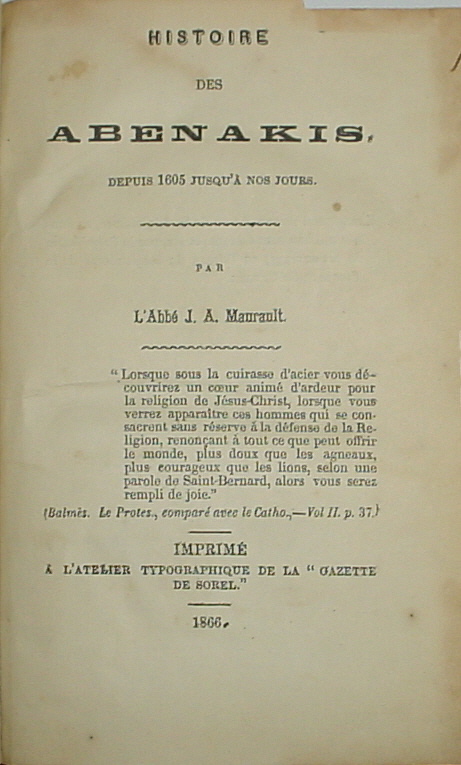 HISTOIRE
DES
ABENAKIS,
DEPUIS 1605 JUSQU'À NOS JOURS.
PAR
L'Abbé J. A. Maurault.
"Lorsque sous la cuirasse d'acier vous dé-
couvrirez un cœur animé d'ardeur pour
la religion de Jésus-Christ, lorsque vous
verrez apparaître ces hommes qui se con-
sacrent sans réserve á la défense de la Re-
ligion, renonçant à tout ce que peut offrir
le monde, plus doux que les agneaux,
plus courageux que les lions, selon une
parole de Saint-Bernard, alors vous serez
rempli de joie."
(Balmès. Le Protes., comparé avec le Catho.,—Vol II. p. 37.)
IMPRIMÉ
À L'ATELIER TYPOGRAPHIQUE DE LA "GAZETTE
DE SOREL."
1866.